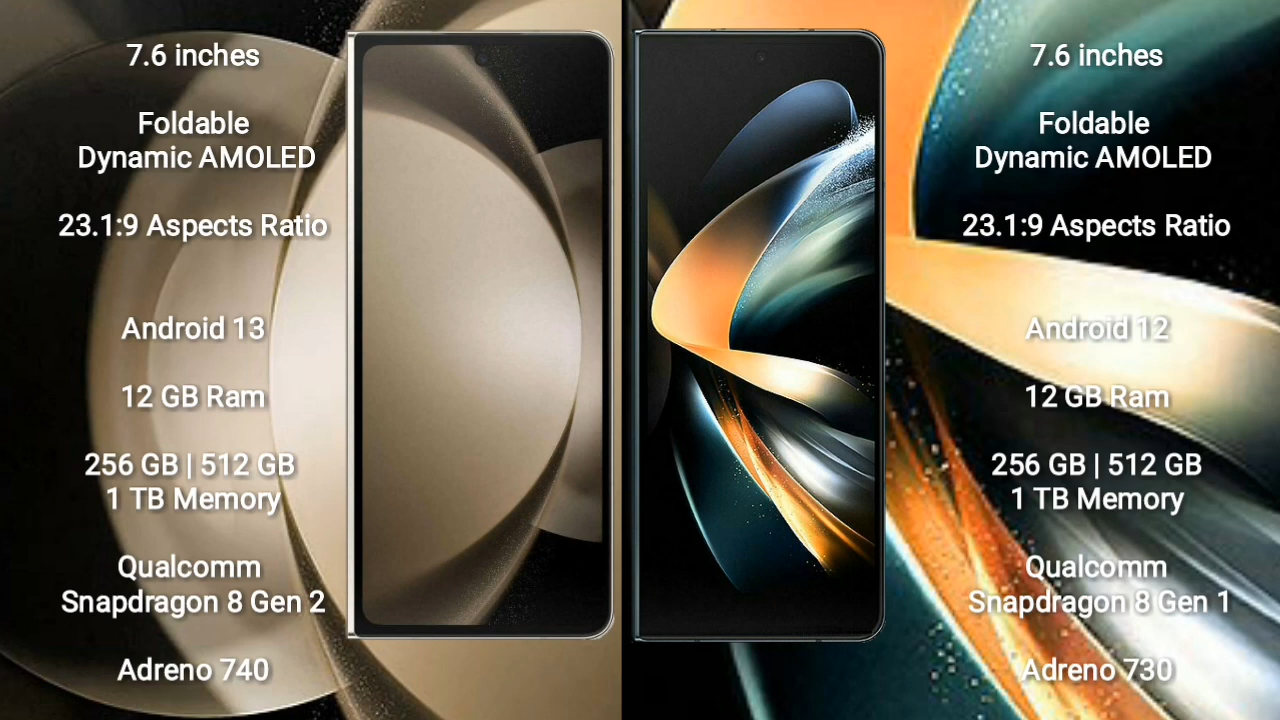 7.6 inches
Foldable
Dynamic AMOLED
23.1:9 Aspects Ratio
Android 13
12 GB Ram
256 GB | 512 GB
1 TB Memory
Qualcomm
Snapdragon 8 Gen 2
Adreno 740
7.6 inches
Foldable
Dynamic AMOLED
23.1:9 Aspects Ratio
Android 12
12 GB Ram
256 GB | 512 GB
1 TB Memory
Qualcomm
Snapdragon 8 Gen 1
Adreno 730